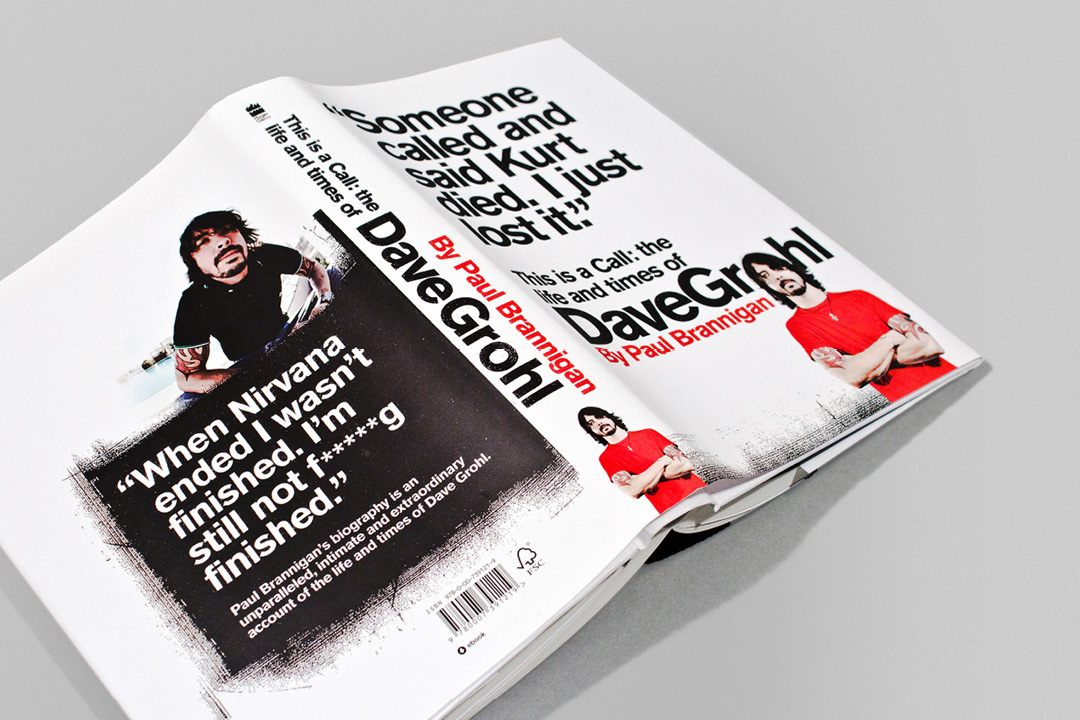 “Someone
called and
said Kurt
died. I just
lost it.”
This is a Call: the
life and times of
Dave Grohl
By Paul Brannigan
This is a Call: the
life and times of
Dave Grohl
By Paul Brannigan
“When Nirvana
ended I wasn’t
finished. I’m
still not f*****g
finished.”
Paul Brannigan’s biography is an
unparalleled, intimate and extraordinary
account of the life and times of Dave Grohl.
FSC
ebook